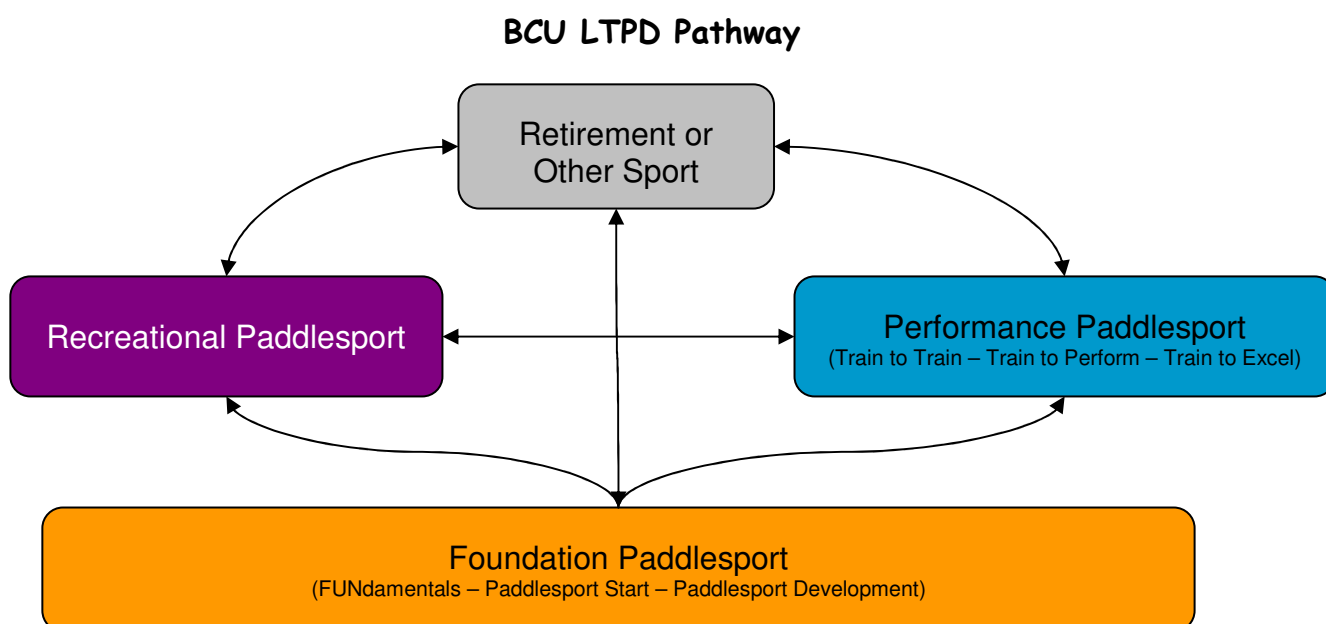 BCU LTPD Pathway
Retirement or
Other Sport
Recreational Paddlesport
Performance Paddlesport
(Train to Train – Train to Perform – Train to Excel)
Foundation Paddlesport
(FUNdamentals – Paddlesport Start – Paddlesport Development)